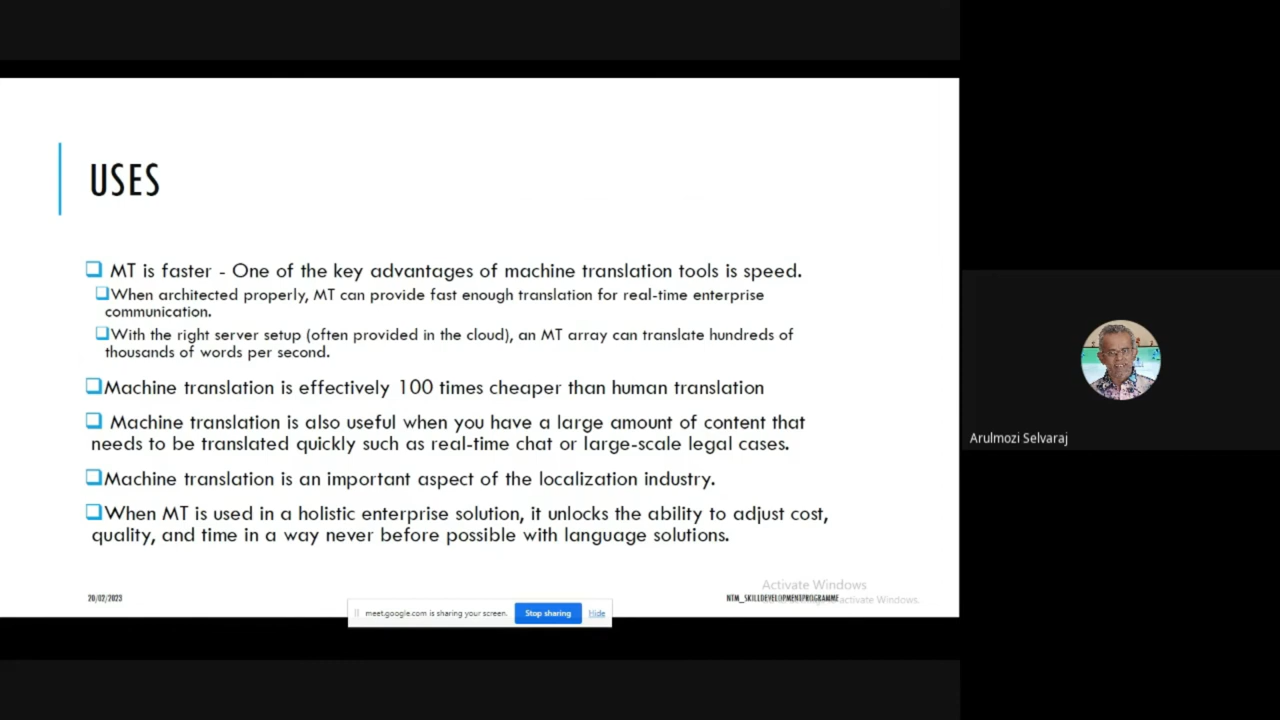 USES
MT is faster - One of the key advantages of machine translation tools is speed.
When architected properly, MT can provide fast enough translation for real-time enterprise
communication.
With the right server setup (often provided in the cloud), an MT array can translate hundreds of
thousands of words per second.
Machine translation is effectively 100 times cheaper than human translation
Machine translation is also useful when you have a large amount of content that
needs to be translated quickly such as real-time chat or large-scale legal cases.
Machine translation is an important aspect of the localization industry.
When MT is used in a holistic enterprise solution, it unlocks the ability to adjust cost,
quality, and time in a way never before possible with language solutions.
Arulmozi Selvaraj
Activate Windows
20/02/2023
NTM_SKILLDEVELOPMENTPROGRAMME
activate Windows.
meet.google.com is sharing your screen.
Stop sharing
Hide